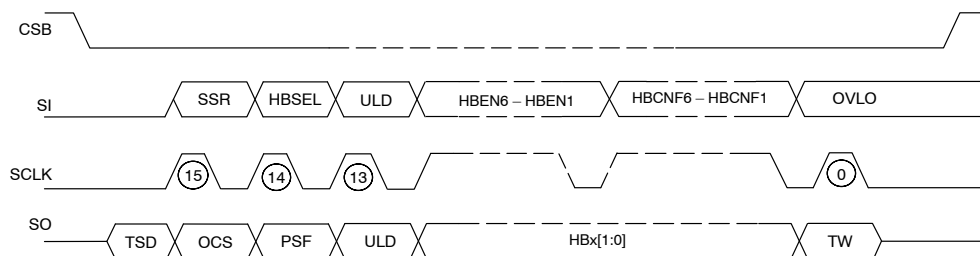 CSB
SI SSR HBSEL ULD HBEN6 – HBEN1 HBCNF6 – HBCNF1 OVLO
SCLK 15 14 13 0
SO TSD OCS PSF ULD HBx[1:0] TW